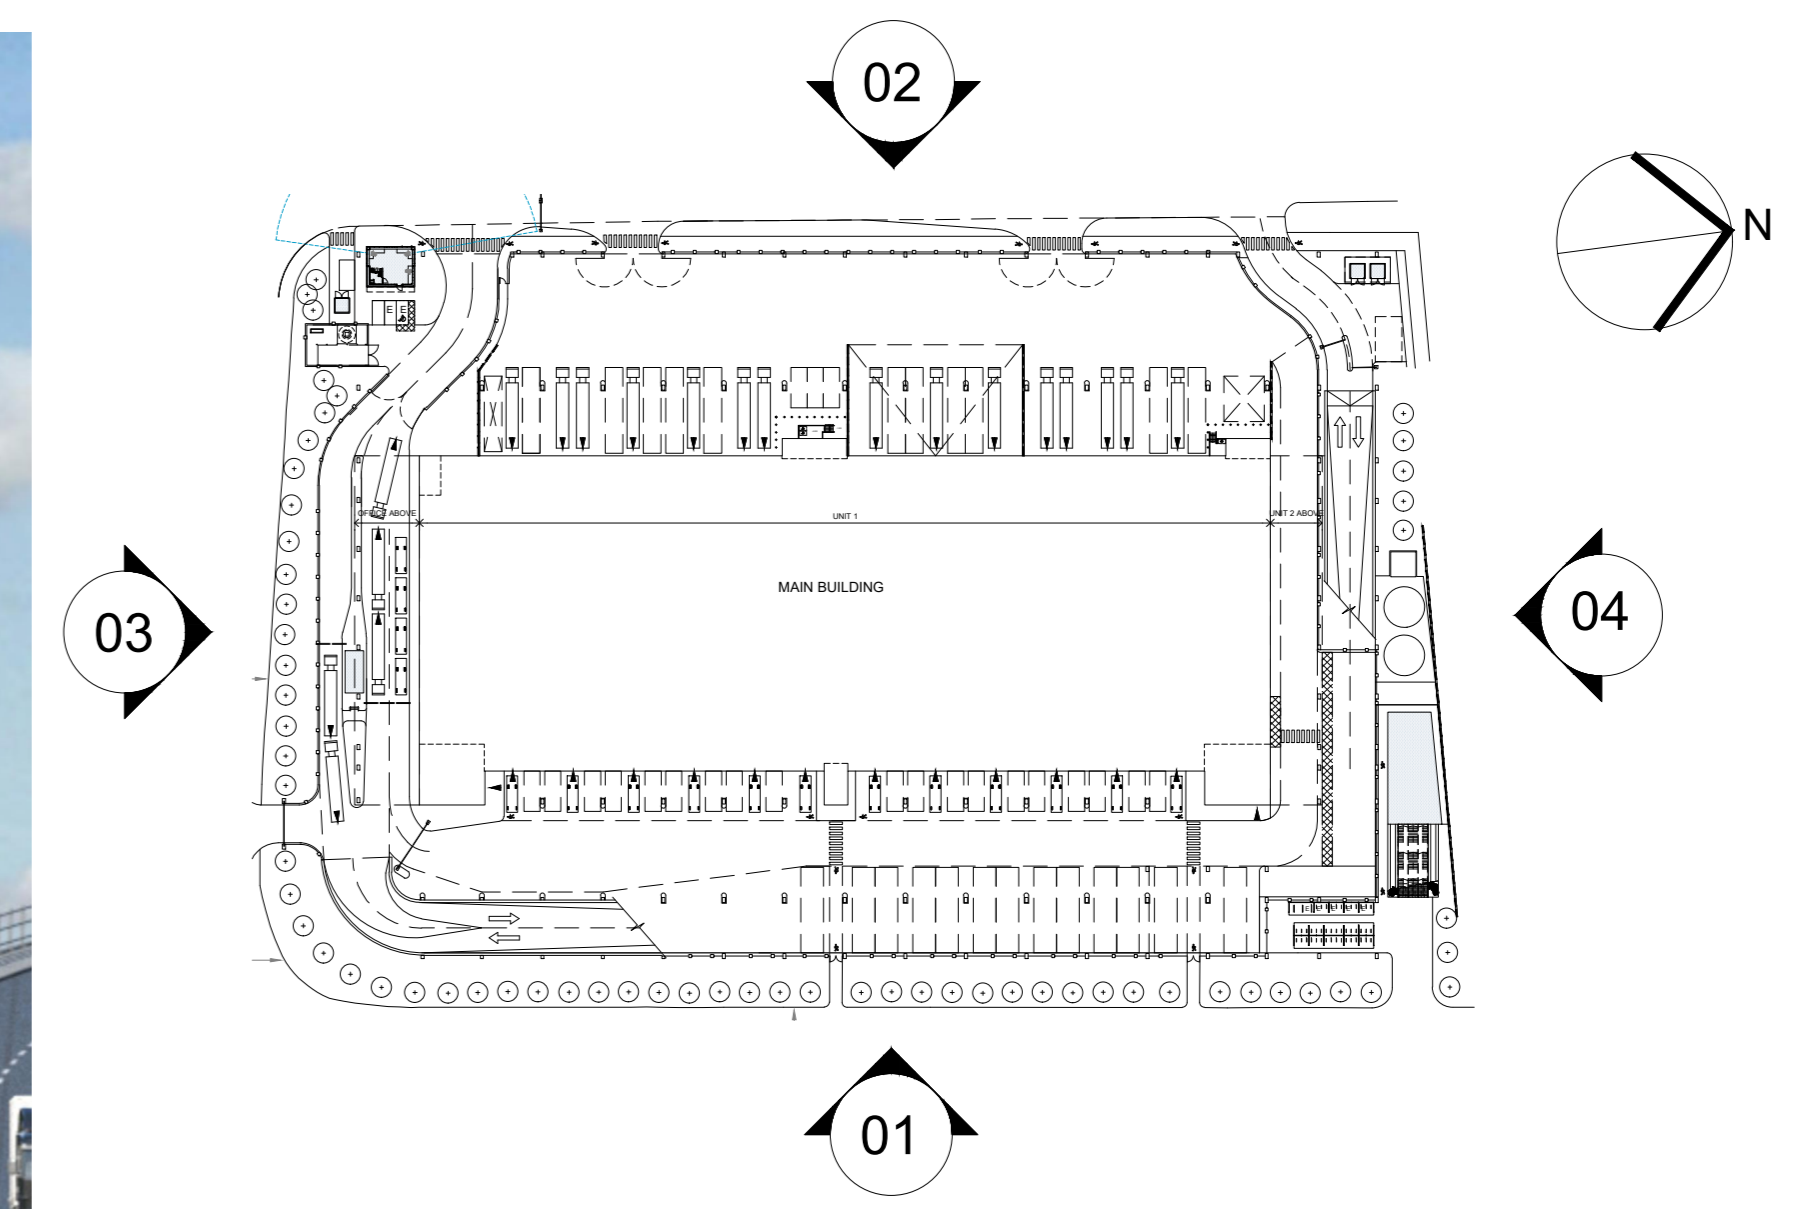 02
N
E E
OFFICE ABOVE
UNIT 1
UNIT 2 ABOVE
MAIN BUILDING
03
04
E E E E E
01